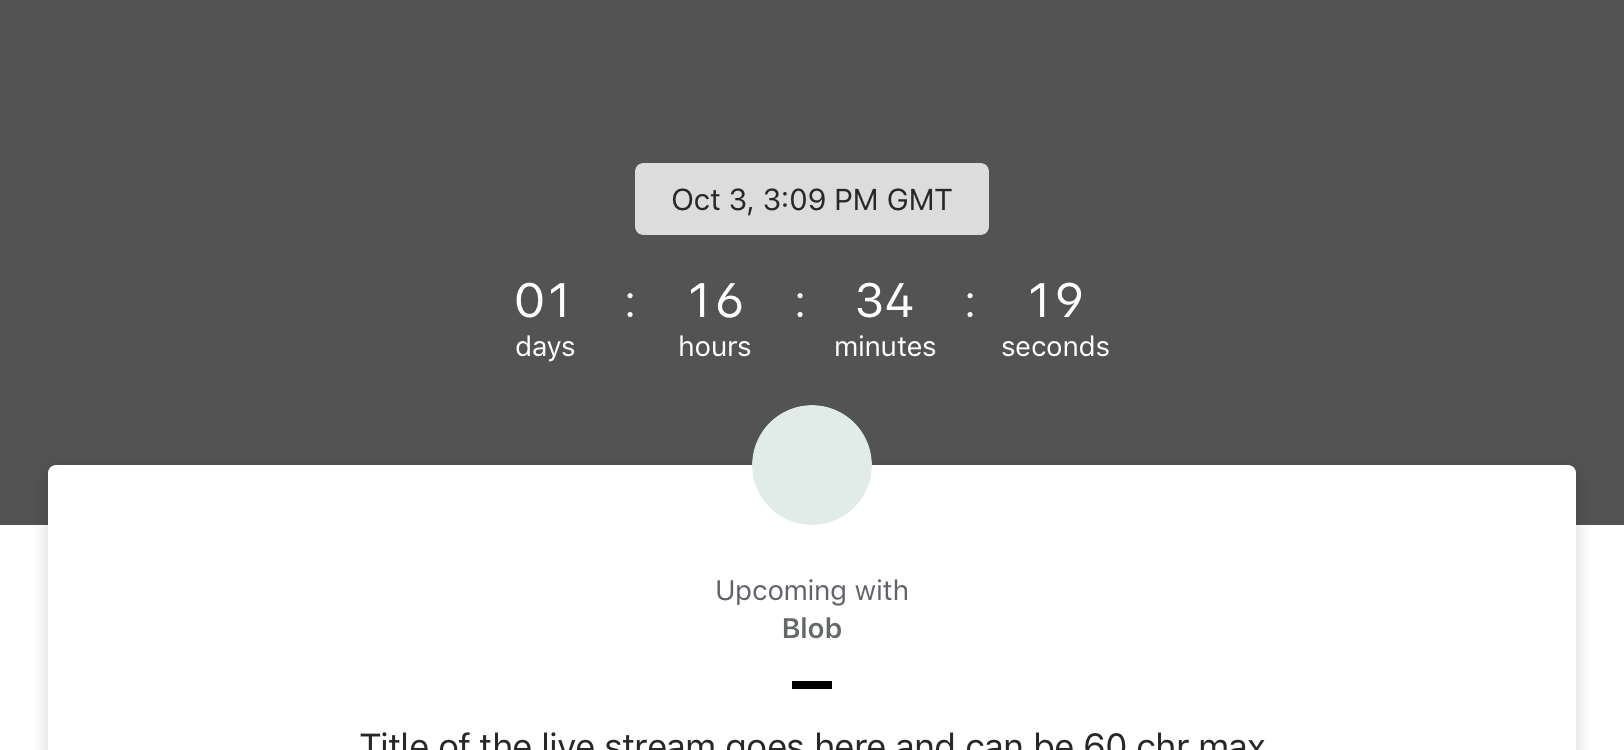 Oct 3, 3:09 PM GMT
01 : 16 : 34 : 19
days hours minutes seconds
Upcoming with
Blob
Title of the live stream goes here and can be 60 chr max